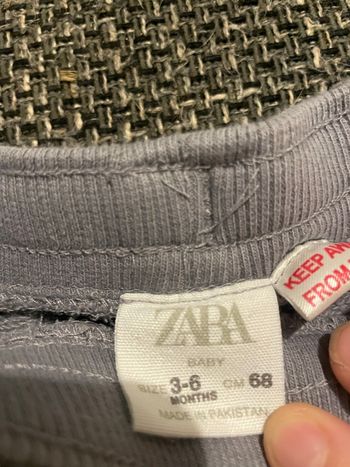 KEEP AW
FROM
ZARA
BABY
SIZE 3-6 CM 68
MONTHS
MADE IN PAKISTAN